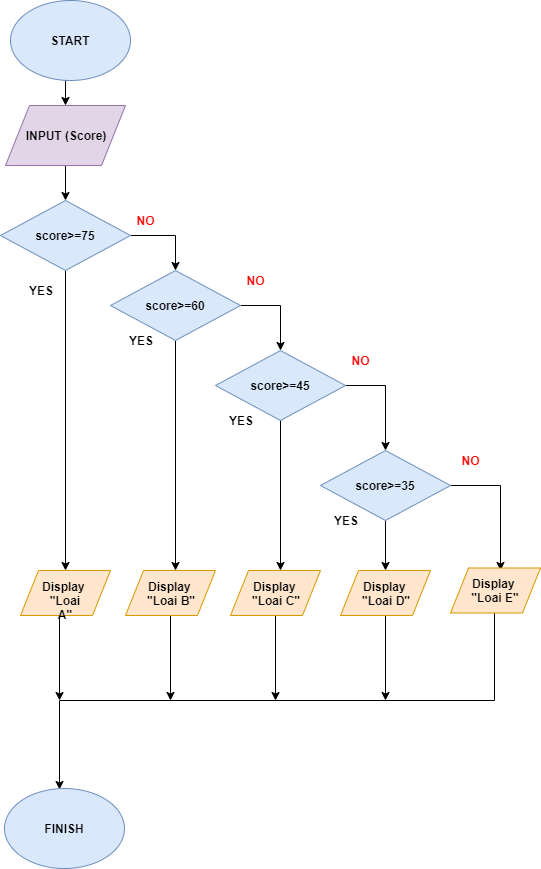 START
INPUT (Score)
score>=75
NO
YES
score>=60
NO
YES
score>=45
NO
YES
score>=35
NO
YES
Display
"Loai
A"
Display
"Loai B"
Display
"Loai C"
Display
"Loai D"
Display
"Loai E"
FINISH